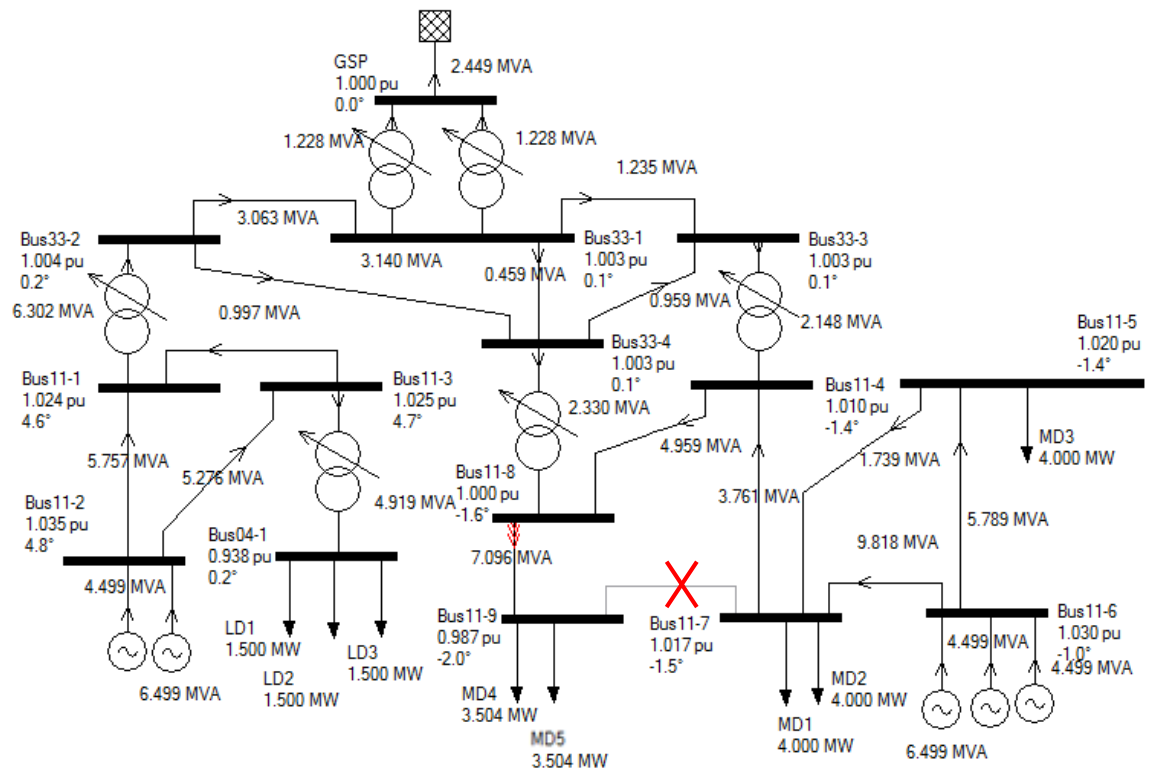 GSP
1.000 pu
0.0°
2.449 MVA
1.228 MVA
1.228 MVA
1.235 MVA
3.063 MVA
Bus33-2
1.004 pu
0.2°
6.302 MVA
3.140 MVA
0.459 MVA
Bus33-1
1.003 pu
0.1°
Bus33-3
1.003 pu
0.1°
0.997 MVA
0.959 MVA
2.148 MVA
Bus33-4
1.003 pu
0.1°
Bus11-5
1.020 pu
-1.4°
Bus11-1
1.024 pu
4.6°
Bus11-3
1.025 pu
4.7°
2.330 MVA
Bus11-4
1.010 pu
-1.4°
5.757 MVA
5.276 MVA
4.919 MVA
4.959 MVA
1.739 MVA
MD3
4.000 MW
Bus11-8
1.000 pu
-1.6°
3.761 MVA
5.789 MVA
Bus11-2
1.035 pu
4.8°
Bus04-1
0.938 pu
0.2°
7.096 MVA
9.818 MVA
4.499 MVA
6.499 MVA
LD1
1.500 MW
LD2
1.500 MW
LD3
1.500 MW
Bus11-9
0.987 pu
-2.0°
Bus11-7
1.017 pu
-1.5°
Bus11-6
1.030 pu
-1.0°
4.499 MVA
4.499 MVA
6.499 MVA
MD4
3.504 MW
MD5
3.504 MW
MD2
4.000 MW
MD1
4.000 MW